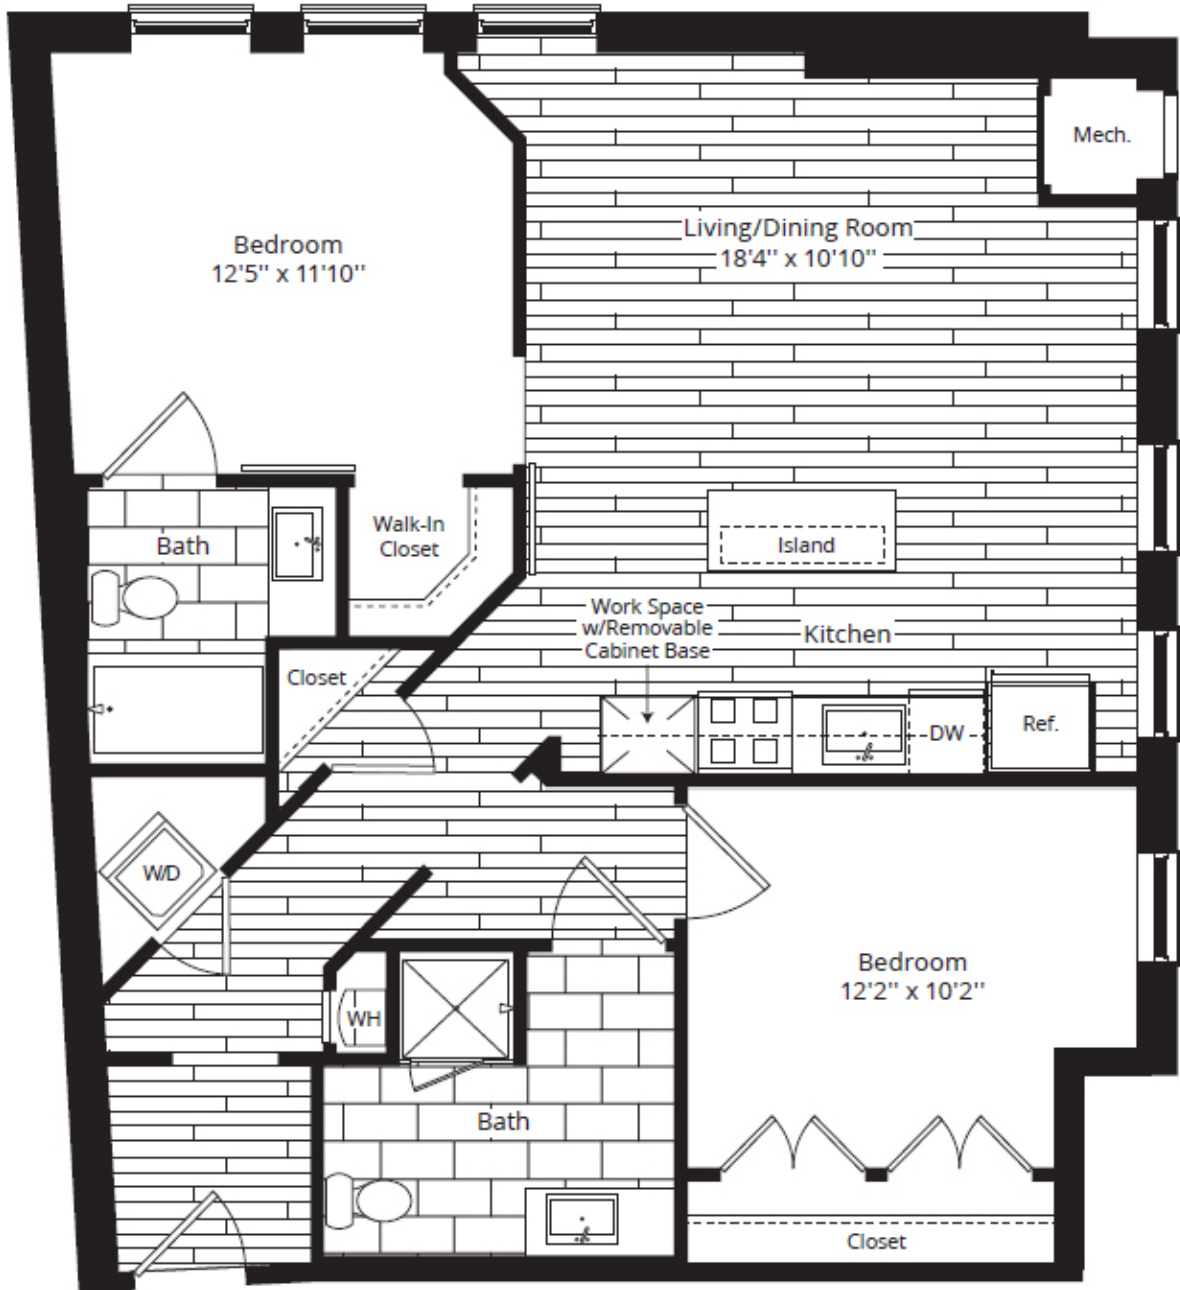 Mech.
Living/Dining Room
18'4'' x 10'10''
Bedroom
12'5'' x 11'10''
Walk-In
Closet
Bath
Island
Work Space
w/Removable
Cabinet Base
Kitchen
Closet
DW
Ref.
W/D
Bedroom
12'2'' x 10'2''
WH
Bath
Closet